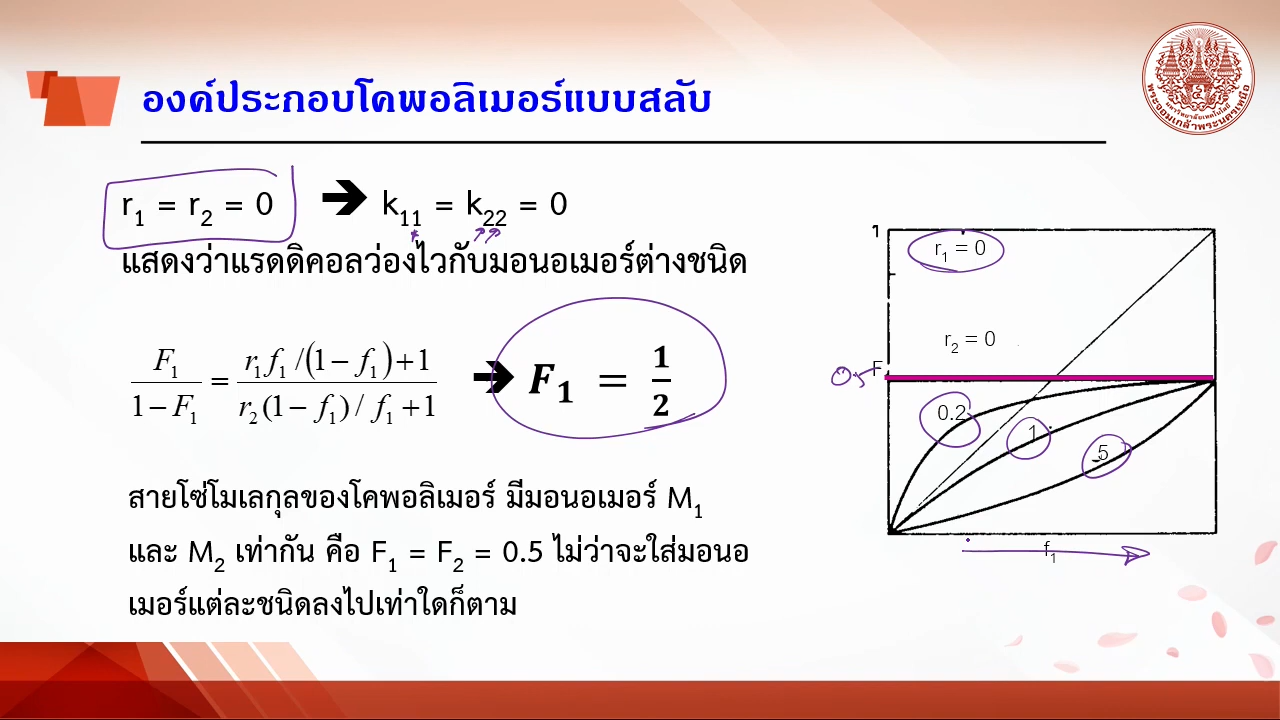 องค์ประกอบโคพอลิเมอร์แบบสลับ
r₁ = r₂ = 0 ➔ k₁₁ = k₂₂ = 0
แสดงว่าแรดดิคอลว่องไวกับมอนอเมอร์ต่างชนิด
F₁ / (1 − F₁) = (r₁f₁ /(1 − f₁) + 1) / (r₂(1 − f₁) / f₁ + 1) ➔ F₁ = 1/2
สายโซ่โมเลกุลของโคพอลิเมอร์ มีมอนอเมอร์ M₁
และ M₂ เท่ากัน คือ F₁ = F₂ = 0.5 ไม่ว่าจะใส่มอนอ
เมอร์แต่ละชนิดลงไปเท่าใดก็ตาม
1
r₁ = 0
r₂ = 0
0.5 F
0.2
1
5
f₁